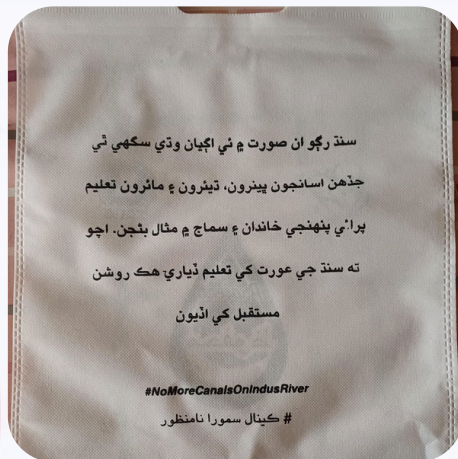 سنڌ رڳو ان صورت ۾ ئي اڳيان وڌي سگهي ٿي
جڏهن اسانجون ڀينرون، ڌيئرون ۽ مائرون تعليم
پرائي پنهنجي خاندان ۽ سماج ۾ مثال بڻجن. اچو
ته سنڌ جي عورت کي تعليم ڏياري هڪ روشن
مستقبل کي اڏيون
#NoMoreCanalsOnIndusRiver
# ڪينال سمورا نامنظور